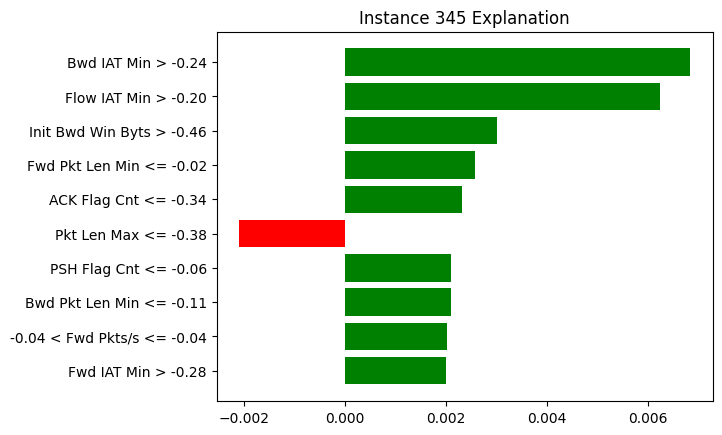 Instance 345 Explanation
Bwd IAT Min > -0.24
Flow IAT Min > -0.20
Init Bwd Win Byts > -0.46
Fwd Pkt Len Min <= -0.02
ACK Flag Cnt <= -0.34
Pkt Len Max <= -0.38
PSH Flag Cnt <= -0.06
Bwd Pkt Len Min <= -0.11
-0.04 < Fwd Pkts/s <= -0.04
Fwd IAT Min > -0.28
−0.002 0.000 0.002 0.004 0.006